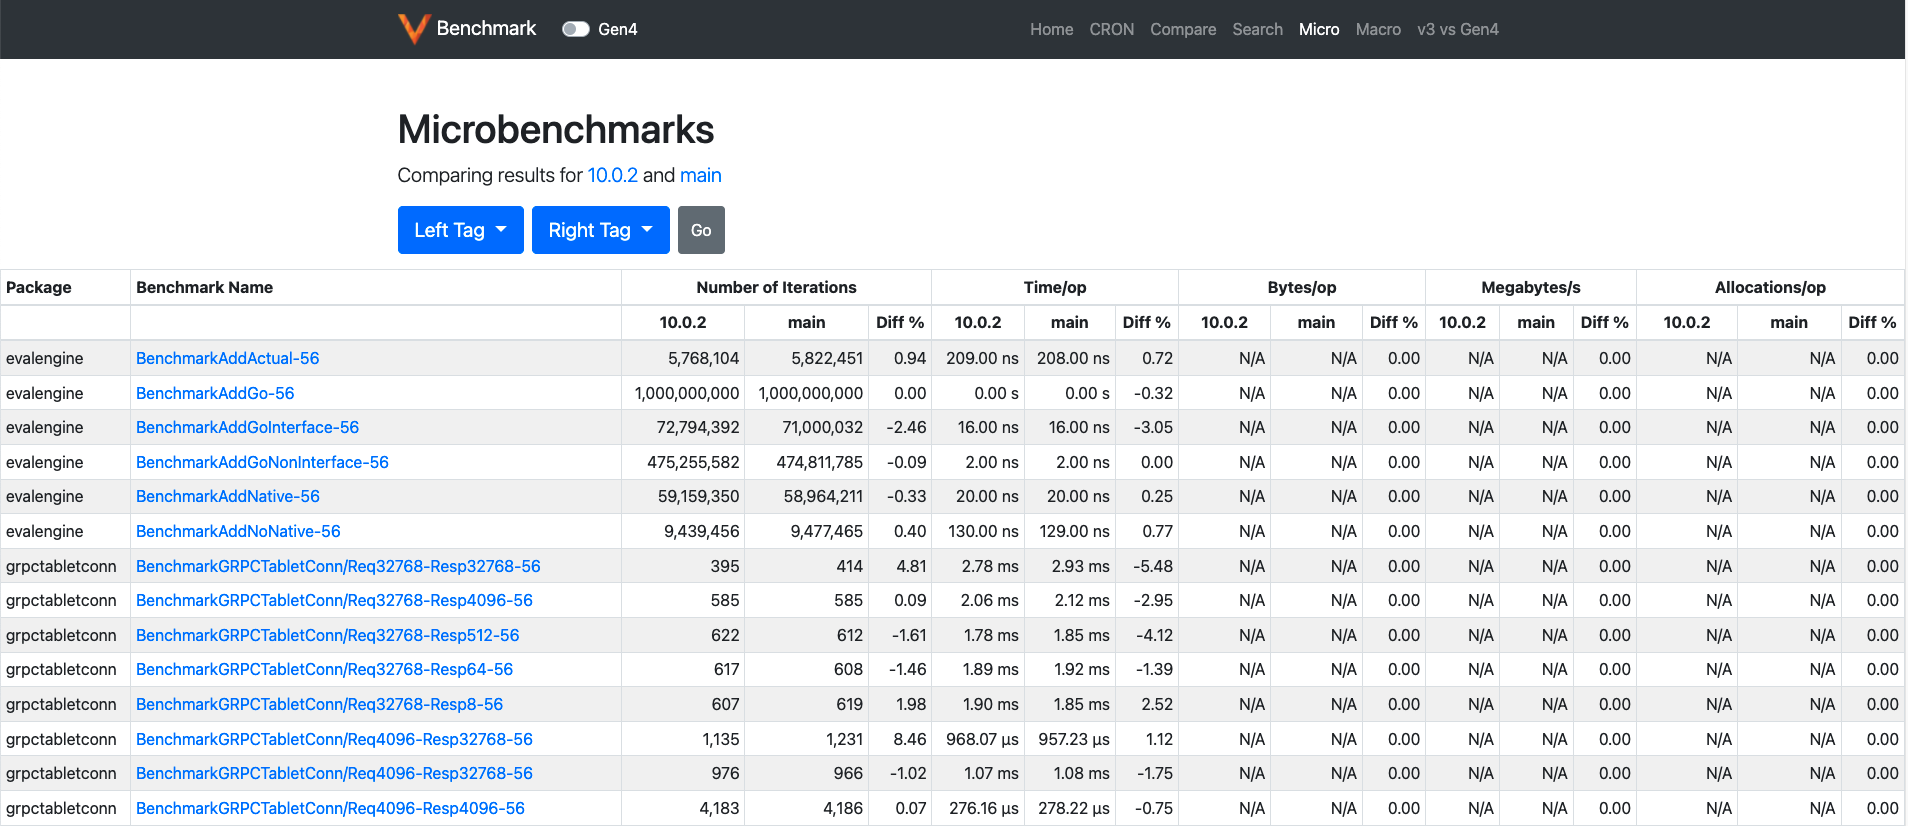 Benchmark Gen4 Home CRON Compare Search Micro Macro v3 vs Gen4
Microbenchmarks
Comparing results for 10.0.2 and main
Left Tag Right Tag Go
Package Benchmark Name Number of Iterations Time/op Bytes/op Megabytes/s Allocations/op
10.0.2 main Diff % 10.0.2 main Diff % 10.0.2 main Diff % 10.0.2 main Diff % 10.0.2 main Diff %
evalengine BenchmarkAddActual-56 5,768,104 5,822,451 0.94 209.00 ns 208.00 ns 0.72 N/A N/A 0.00 N/A N/A 0.00 N/A N/A 0.00
evalengine BenchmarkAddGo-56 1,000,000,000 1,000,000,000 0.00 0.00 s 0.00 s -0.32 N/A N/A 0.00 N/A N/A 0.00 N/A N/A 0.00
evalengine BenchmarkAddGoInterface-56 72,794,392 71,000,032 -2.46 16.00 ns 16.00 ns -3.05 N/A N/A 0.00 N/A N/A 0.00 N/A N/A 0.00
evalengine BenchmarkAddGoNonInterface-56 475,255,582 474,811,785 -0.09 2.00 ns 2.00 ns 0.00 N/A N/A 0.00 N/A N/A 0.00 N/A N/A 0.00
evalengine BenchmarkAddNative-56 59,159,350 58,964,211 -0.33 20.00 ns 20.00 ns 0.25 N/A N/A 0.00 N/A N/A 0.00 N/A N/A 0.00
evalengine BenchmarkAddNoNative-56 9,439,456 9,477,465 0.40 130.00 ns 129.00 ns 0.77 N/A N/A 0.00 N/A N/A 0.00 N/A N/A 0.00
grpctabletconn BenchmarkGRPCTabletConn/Req32768-Resp32768-56 395 414 4.81 2.78 ms 2.93 ms -5.48 N/A N/A 0.00 N/A N/A 0.00 N/A N/A 0.00
grpctabletconn BenchmarkGRPCTabletConn/Req32768-Resp4096-56 585 585 0.09 2.06 ms 2.12 ms -2.95 N/A N/A 0.00 N/A N/A 0.00 N/A N/A 0.00
grpctabletconn BenchmarkGRPCTabletConn/Req32768-Resp512-56 622 612 -1.61 1.78 ms 1.85 ms -4.12 N/A N/A 0.00 N/A N/A 0.00 N/A N/A 0.00
grpctabletconn BenchmarkGRPCTabletConn/Req32768-Resp64-56 617 608 -1.46 1.89 ms 1.92 ms -1.39 N/A N/A 0.00 N/A N/A 0.00 N/A N/A 0.00
grpctabletconn BenchmarkGRPCTabletConn/Req32768-Resp8-56 607 619 1.98 1.90 ms 1.85 ms 2.52 N/A N/A 0.00 N/A N/A 0.00 N/A N/A 0.00
grpctabletconn BenchmarkGRPCTabletConn/Req4096-Resp32768-56 1,135 1,231 8.46 968.07 µs 957.23 µs 1.12 N/A N/A 0.00 N/A N/A 0.00 N/A N/A 0.00
grpctabletconn BenchmarkGRPCTabletConn/Req4096-Resp32768-56 976 966 -1.02 1.07 ms 1.08 ms -1.75 N/A N/A 0.00 N/A N/A 0.00 N/A N/A 0.00
grpctabletconn BenchmarkGRPCTabletConn/Req4096-Resp4096-56 4,183 4,186 0.07 276.16 µs 278.22 µs -0.75 N/A N/A 0.00 N/A N/A 0.00 N/A N/A 0.00